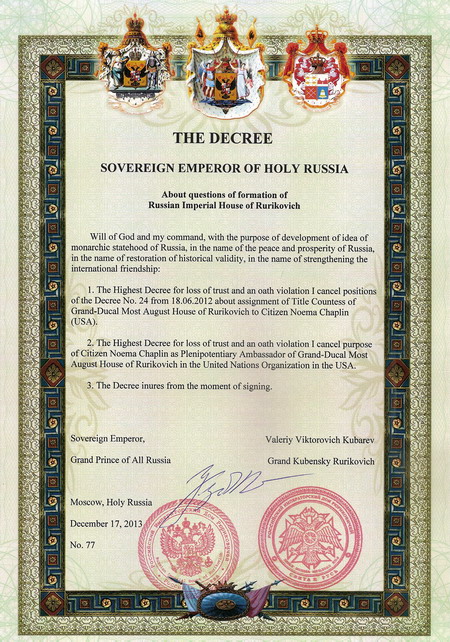 THE DECREE
SOVEREIGN EMPEROR OF HOLY RUSSIA
About questions of formation of
Russian Imperial House of Rurikovich
Will of God and my command, with the purpose of development of idea of
monarchic statehood of Russia, in the name of the peace and prosperity of Russia,
in the name of restoration of historical validity, in the name of strengthening the
international friendship:
1. The Highest Decree for loss of trust and an oath violation I cancel positions
of the Decree No. 24 from 18.06.2012 about assignment of Title Countess of
Grand-Ducal Most August House of Rurikovich to Citizen Noema Chaplin
(USA).
2. The Highest Decree for loss of trust and an oath violation I cancel purpose
of Citizen Noema Chaplin as Plenipotentiary Ambassador of Grand-Ducal Most
August House of Rurikovich in the United Nations Organization in the USA.
3. The Decree inures from the moment of signing.
Sovereign Emperor, Valeriy Viktorovich Kubarev
Grand Prince of All Russia Grand Kubensky Rurikovich
Moscow, Holy Russia
December 17, 2013
No. 77